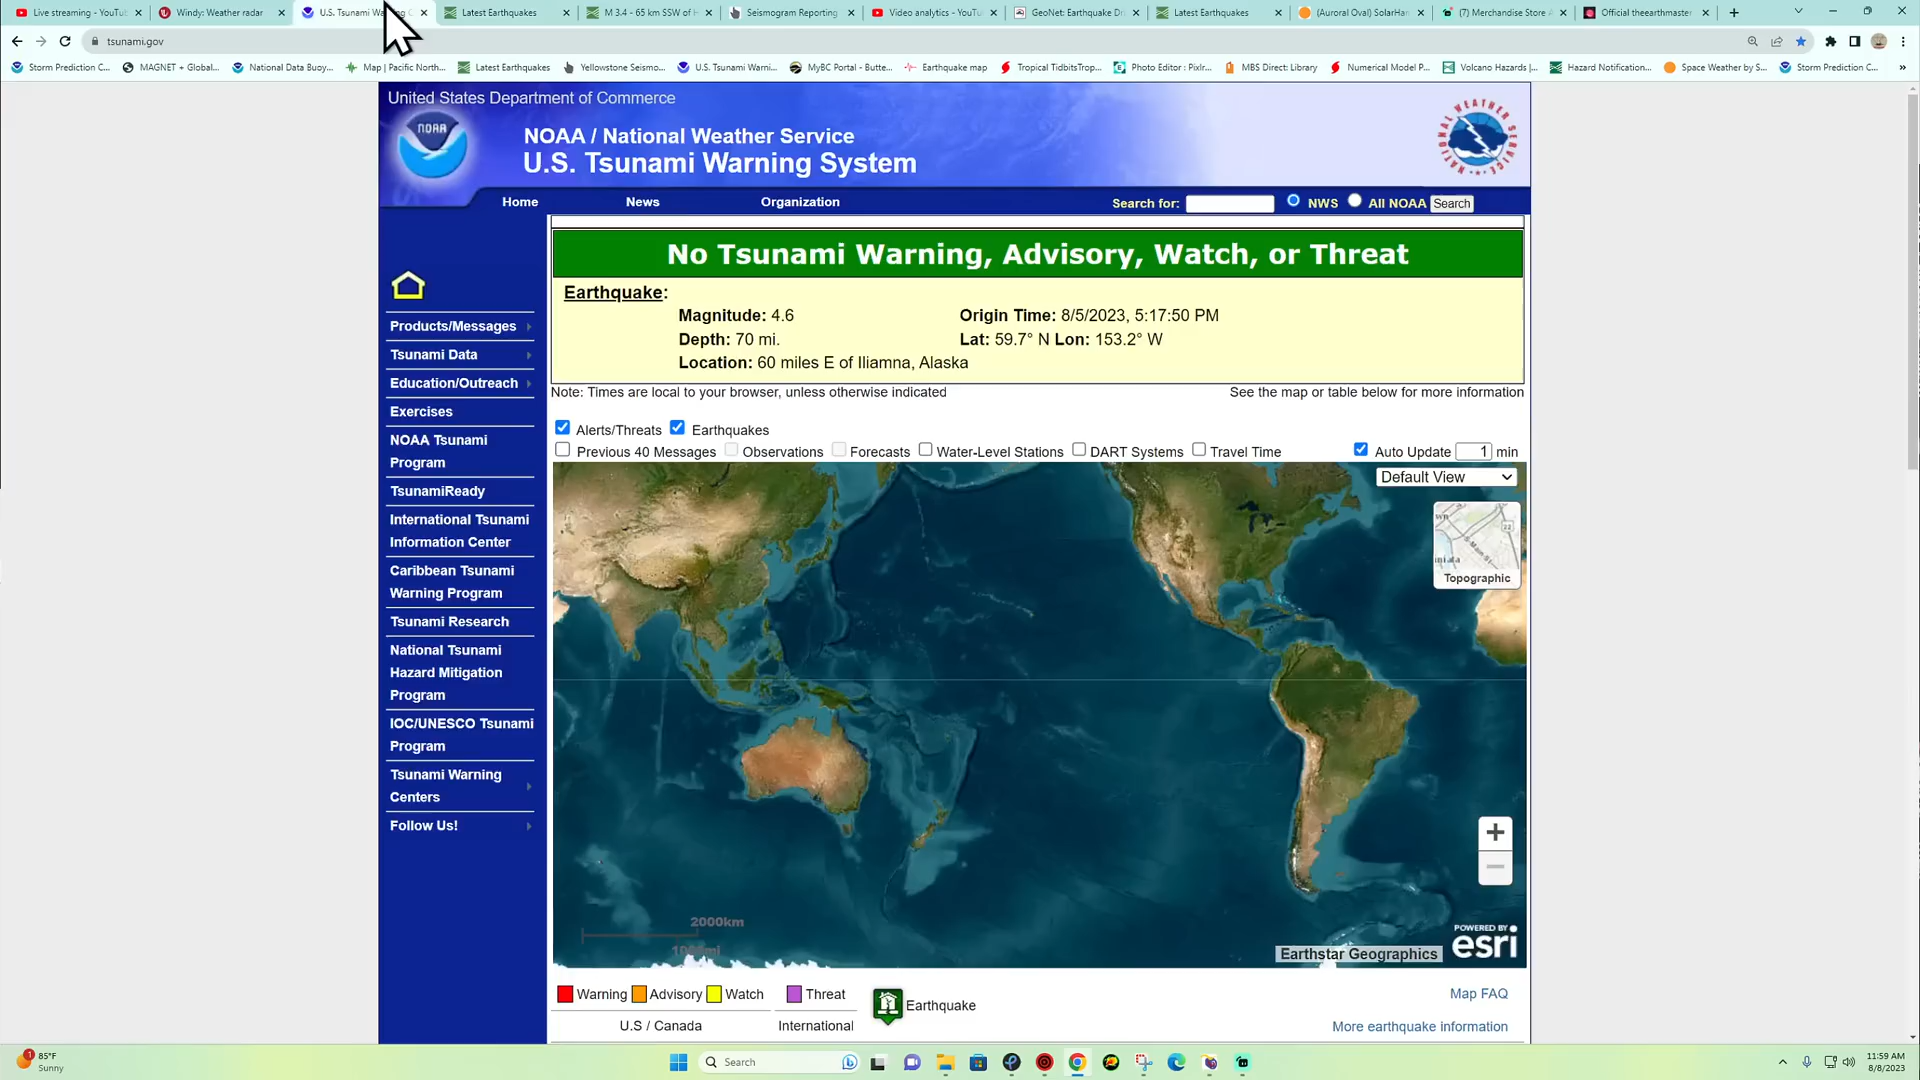 Live streaming - YouTu
Windy: Weather radar
U.S. Tsunami Wa
Latest Earthquakes
M 3.4 - 65 km SSW of H
Seismogram Reporting
Video analytics - YouTu
GeoNet: Earthquake Dr
Latest Earthquakes
(Auroral Oval) SolarHam
(7) Merchandise Store A
Official theearthmaster
tsunami.gov
Storm Prediction C...
MAGNET + Global...
National Data Buoy...
Map | Pacific North...
Latest Earthquakes
Yellowstone Seismo...
U.S. Tsunami Warni...
MyBC Portal - Butte...
Earthquake map
Tropical TidbitsTrop...
Photo Editor : Pixlr...
MBS Direct: Library
Numerical Model P...
Volcano Hazards |...
Hazard Notification...
Space Weather by S...
Storm Prediction C...
United States Department of Commerce
NOAA
NOAA / National Weather Service
U.S. Tsunami Warning System
NATIONAL WEATHER SERVICE
Home
News
Organization
Search for:
NWS
All NOAA
Search
No Tsunami Warning, Advisory, Watch, or Threat
Earthquake:
Magnitude: 4.6
Origin Time: 8/5/2023, 5:17:50 PM
Depth: 70 mi.
Lat: 59.7° N Lon: 153.2° W
Location: 60 miles E of Iliamna, Alaska
Note: Times are local to your browser, unless otherwise indicated
See the map or table below for more information
Products/Messages
Tsunami Data
Education/Outreach
Exercises
NOAA Tsunami
Program
TsunamiReady
International Tsunami
Information Center
Caribbean Tsunami
Warning Program
Tsunami Research
National Tsunami
Hazard Mitigation
Program
IOC/UNESCO Tsunami
Program
Tsunami Warning
Centers
Follow Us!
Alerts/Threats
Earthquakes
Previous 40 Messages
Observations
Forecasts
Water-Level Stations
DART Systems
Travel Time
Auto Update 1 min
Default View
Topographic
2000km
POWERED BY
esri
Earthstar Geographics
Warning
Advisory
Watch
Threat
Earthquake
Map FAQ
U.S / Canada
International
More earthquake information
1
85°F
Sunny
Search
11:59 AM
8/8/2023